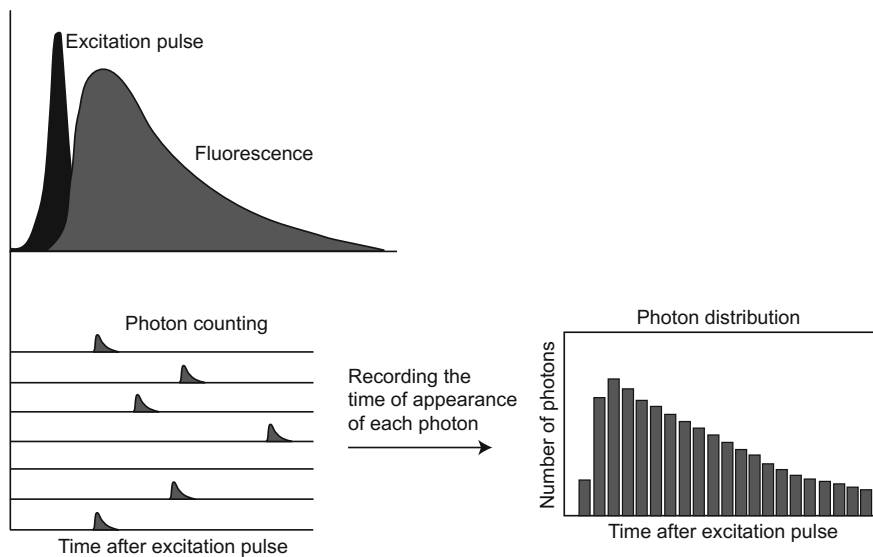 Excitation pulse
Fluorescence
Photon counting
Time after excitation pulse
Recording the
time of appearance
of each photon
Photon distribution
Number of photons
Time after excitation pulse